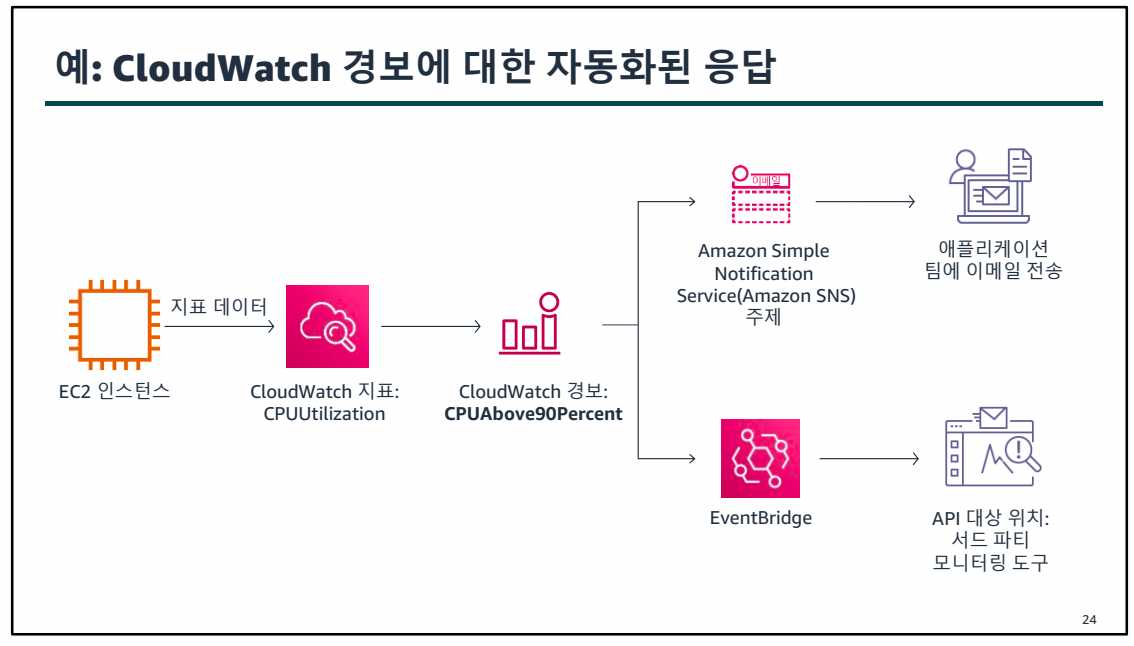 예: CloudWatch 경보에 대한 자동화된 응답
이메일
Amazon Simple
Notification
Service(Amazon SNS)
주제
애플리케이션
팀에 이메일 전송
지표 데이터
EC2 인스턴스
CloudWatch 지표:
CPUUtilization
CloudWatch 경보:
CPUAbove90Percent
EventBridge
API 대상 위치:
서드 파티
모니터링 도구
24